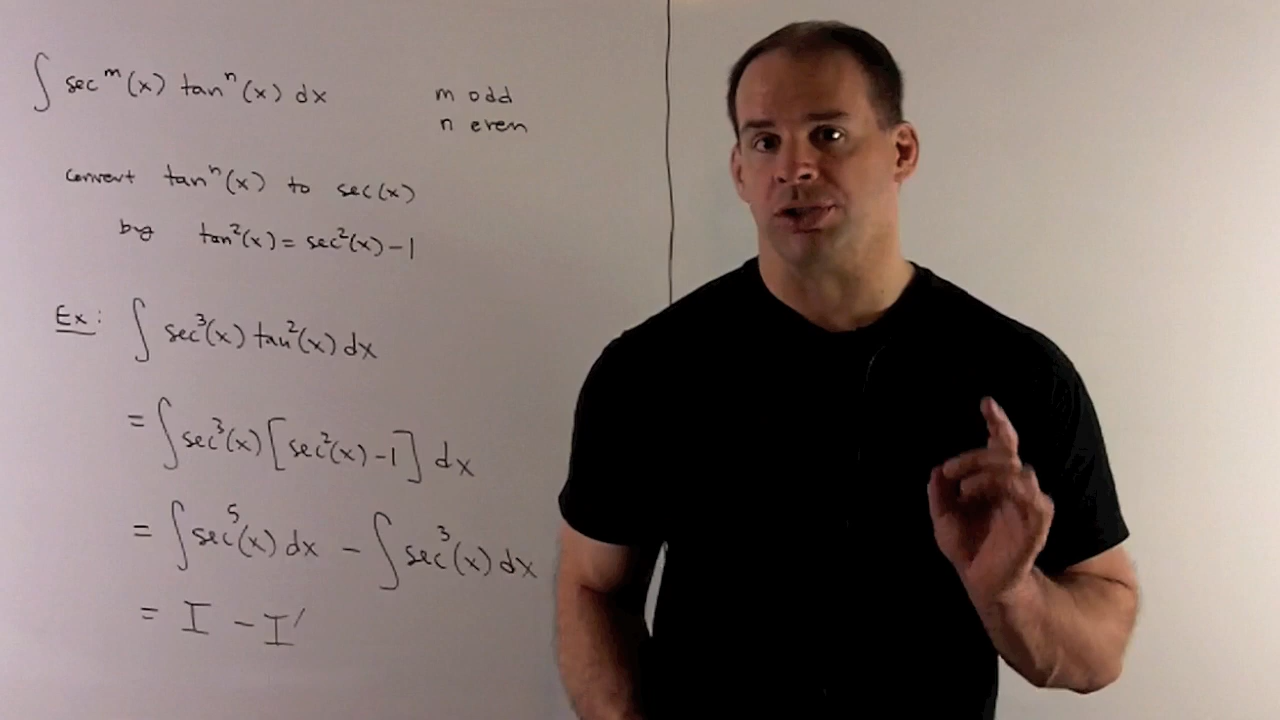 ∫ sec^m(x) tan^n(x) dx m odd
n even
convert tan^n(x) to sec(x)
by tan²(x) = sec²(x) - 1
Ex: ∫ sec³(x) tan²(x) dx
= ∫ sec³(x) [sec²(x) - 1] dx
= ∫ sec⁵(x) dx - ∫ sec³(x) dx
= I - I′